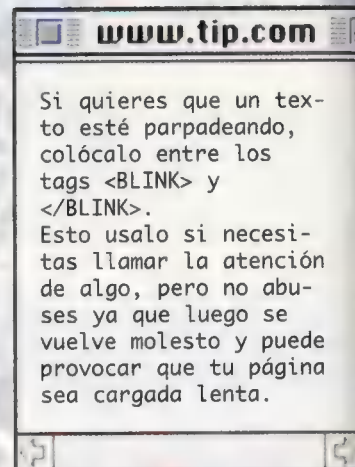 www.tip.com
Si quieres que un tex-
to esté parpadeando,
colócalo entre los
tags <BLINK> y
</BLINK>.
Esto usalo si necesi-
tas llamar la atención
de algo, pero no abu-
ses ya que luego se
vuelve molesto y puede
provocar que tu página
sea cargada lenta.